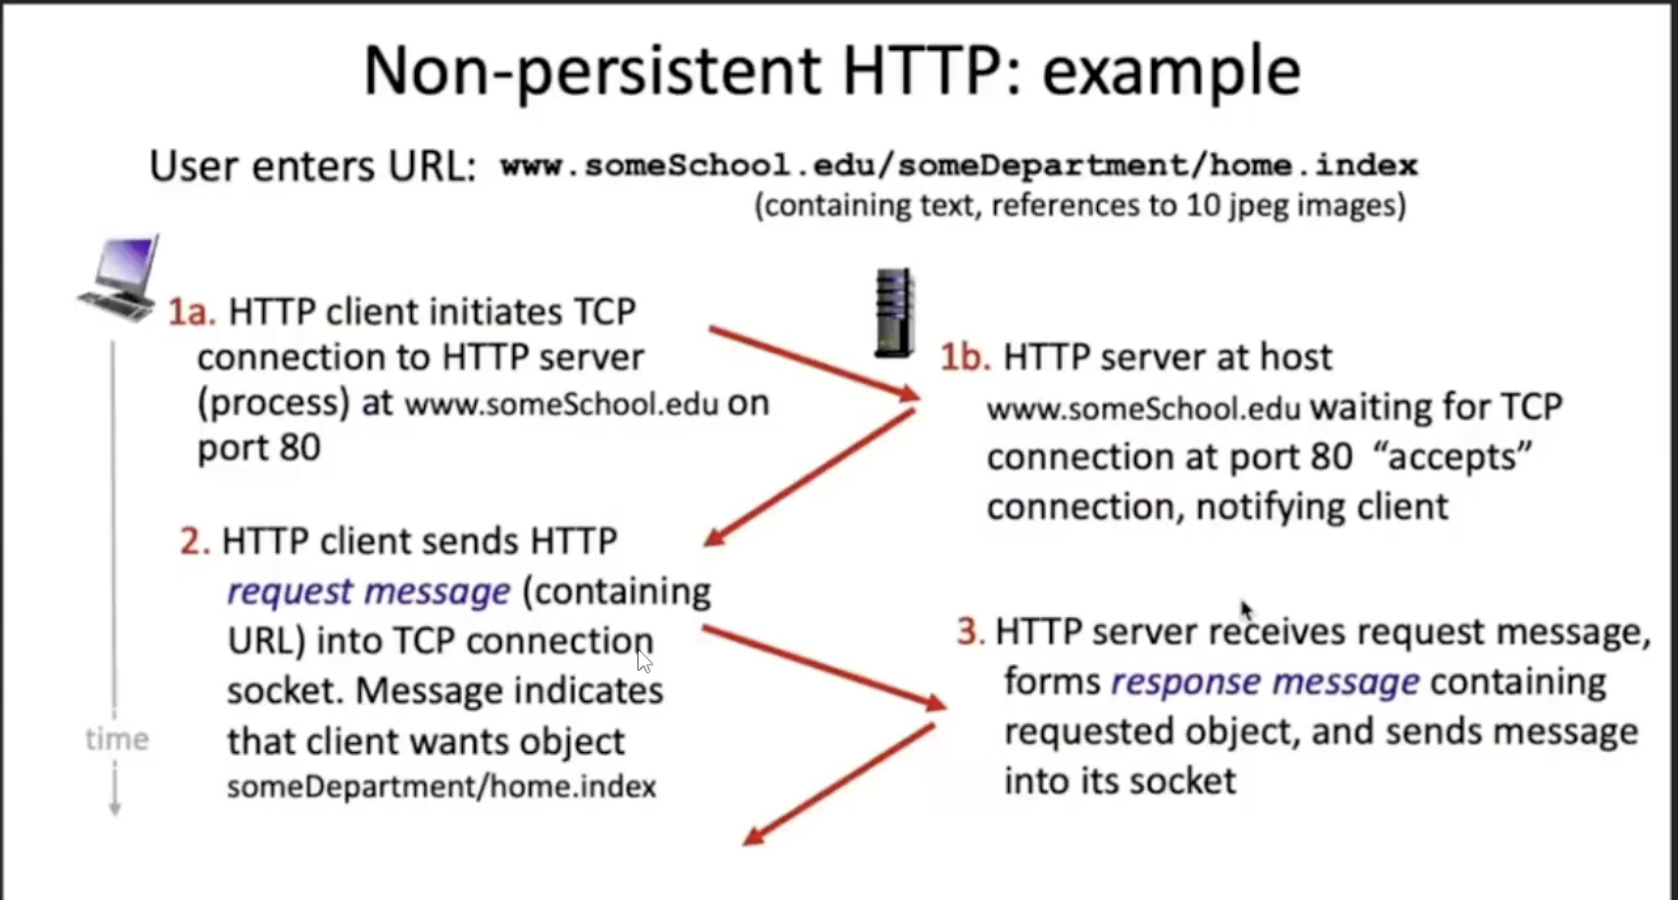 Non-persistent HTTP: example
User enters URL: www.someSchool.edu/someDepartment/home.index
(containing text, references to 10 jpeg images)
1a. HTTP client initiates TCP
connection to HTTP server
(process) at www.someSchool.edu on
port 80
1b. HTTP server at host
www.someSchool.edu waiting for TCP
connection at port 80 “accepts”
connection, notifying client
2. HTTP client sends HTTP
request message (containing
URL) into TCP connection
socket. Message indicates
that client wants object
someDepartment/home.index
3. HTTP server receives request message,
forms response message containing
requested object, and sends message
into its socket
time